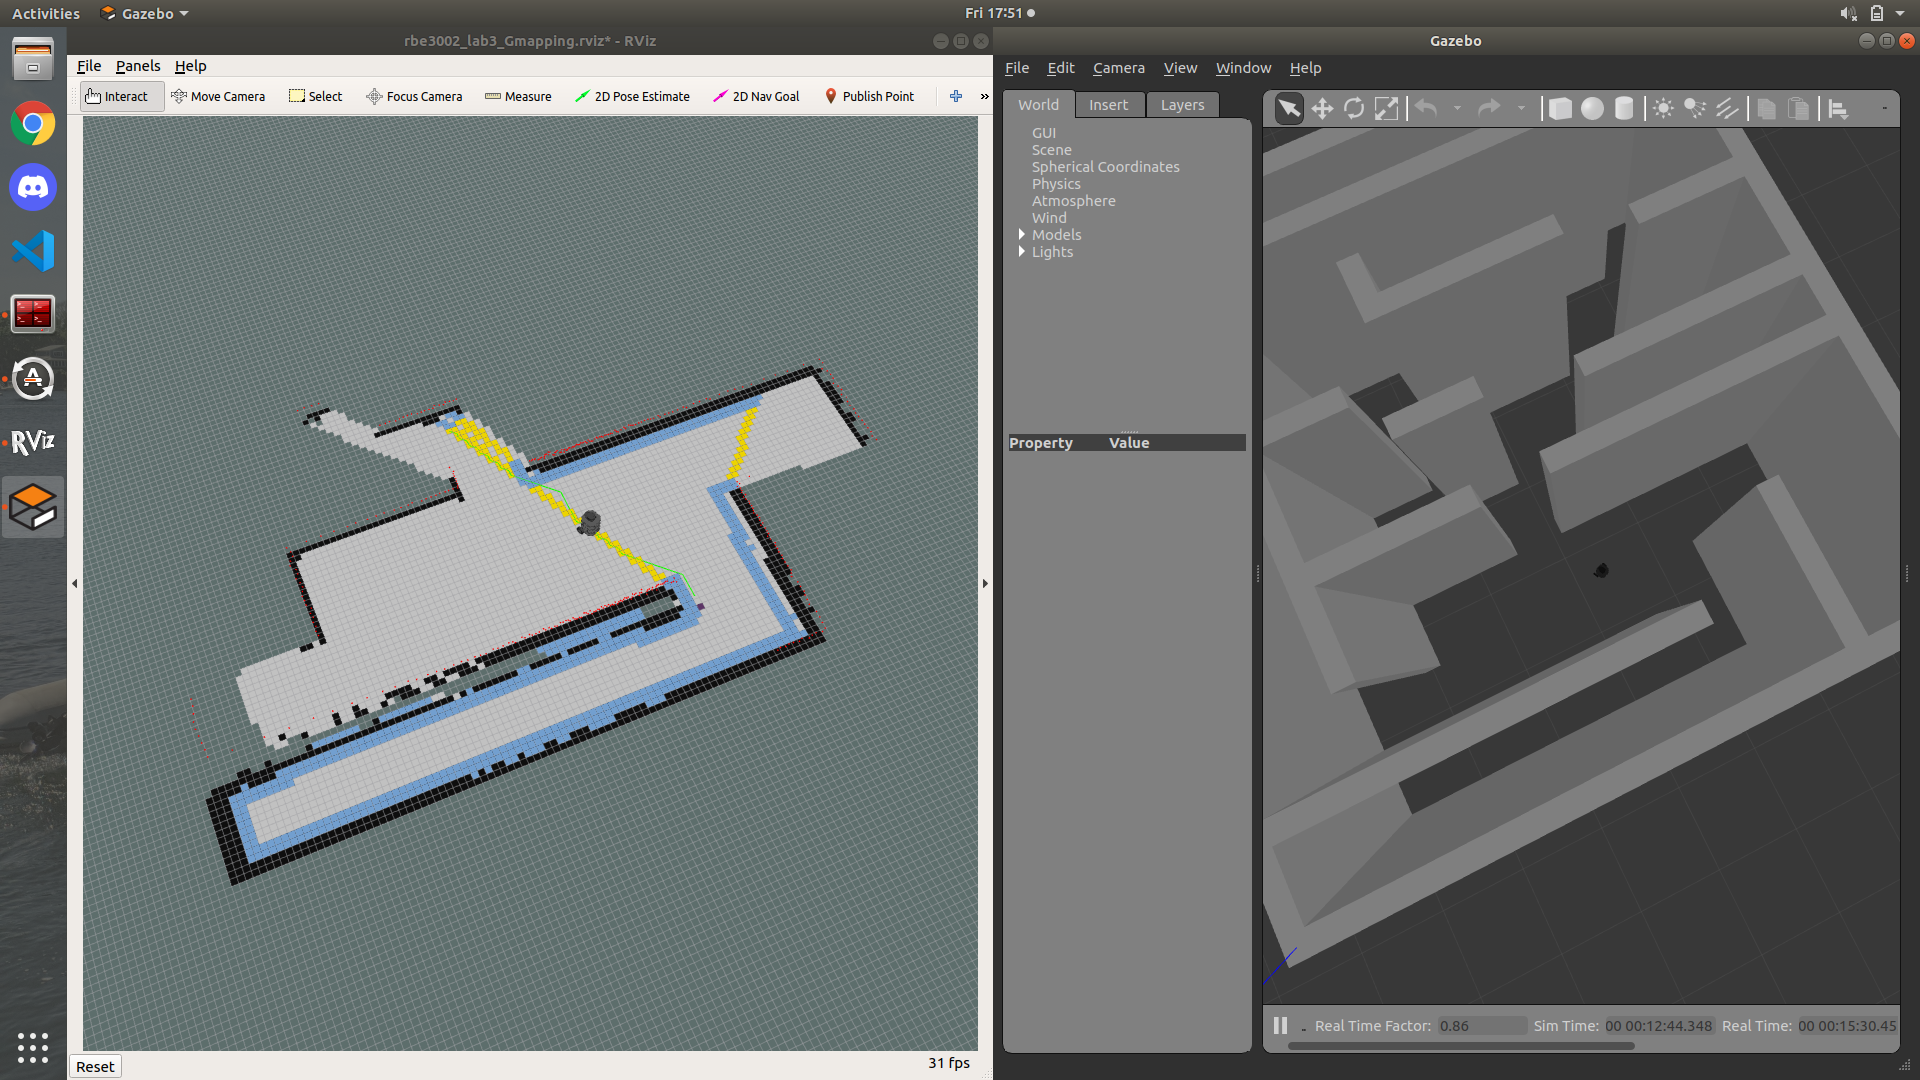 Activities Gazebo Fri 17:51
rbe3002_lab3_Gmapping.rviz* - RViz
File Panels Help
Interact Move Camera Select Focus Camera Measure 2D Pose Estimate 2D Nav Goal Publish Point »
RViz
Reset 31 fps
Gazebo
File Edit Camera View Window Help
World Insert Layers
GUI
Scene
Spherical Coordinates
Physics
Atmosphere
Wind
Models
Lights
Property Value
Real Time Factor: 0.86 Sim Time: 00 00:12:44.348 Real Time: 00 00:15:30.45